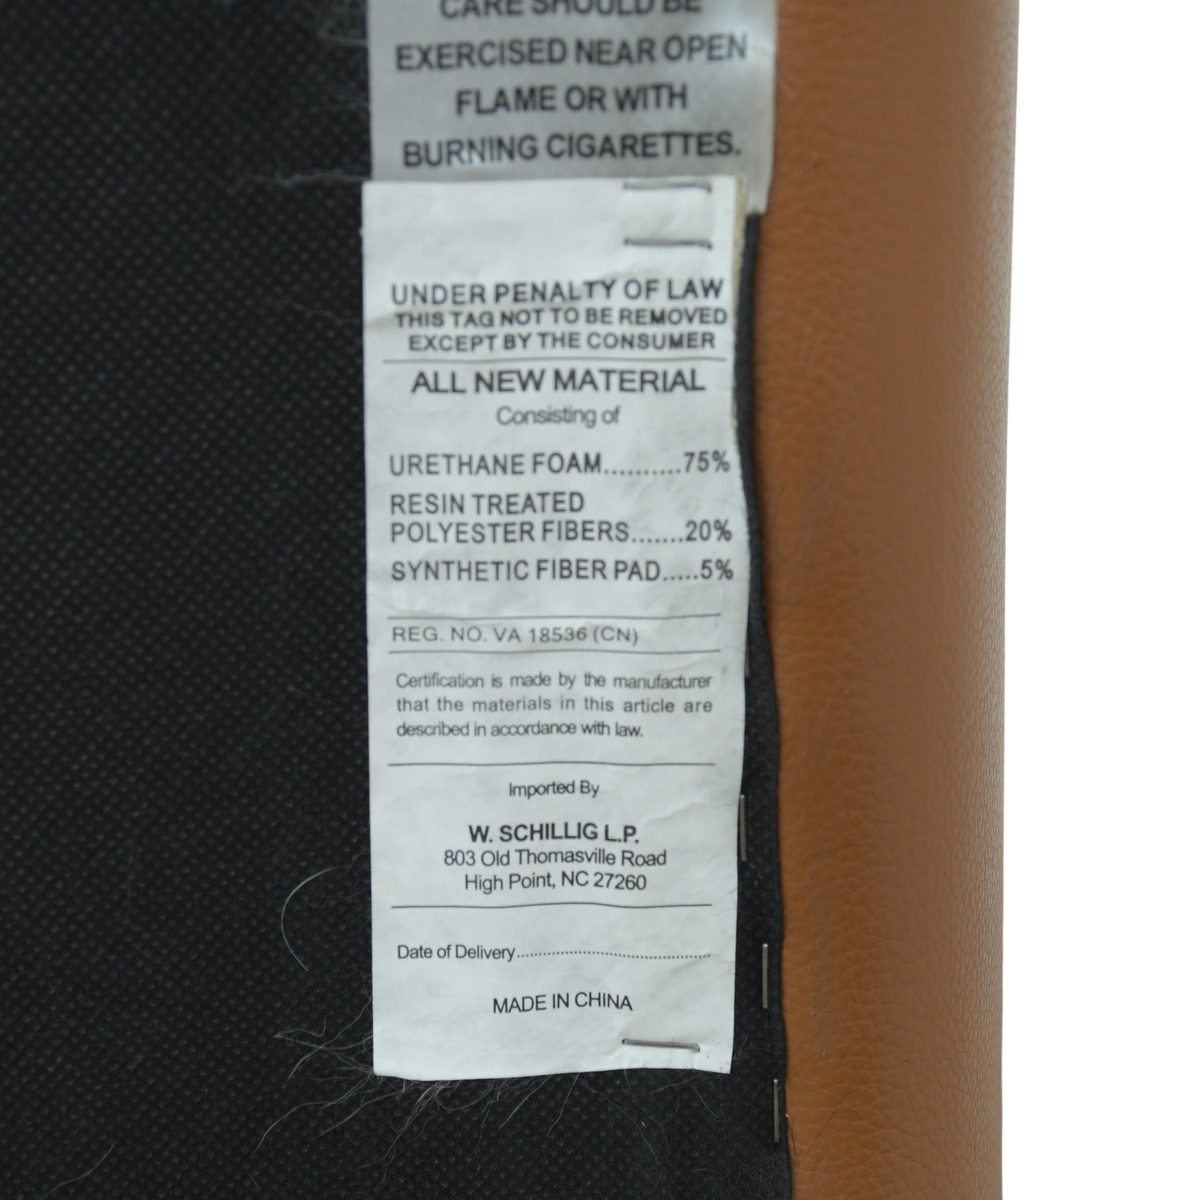 CARE SHOULD BE
EXERCISED NEAR OPEN
FLAME OR WITH
BURNING CIGARETTES.
UNDER PENALTY OF LAW
THIS TAG NOT TO BE REMOVED
EXCEPT BY THE CONSUMER
ALL NEW MATERIAL
Consisting of
URETHANE FOAM..........75%
RESIN TREATED
POLYESTER FIBERS.......20%
SYNTHETIC FIBER PAD.....5%
REG. NO. VA 18536 (CN)
Certification is made by the manufacturer
that the materials in this article are
described in accordance with law.
Imported By
W. SCHILLIG L.P.
803 Old Thomasville Road
High Point, NC 27260
Date of Delivery..................................................
MADE IN CHINA